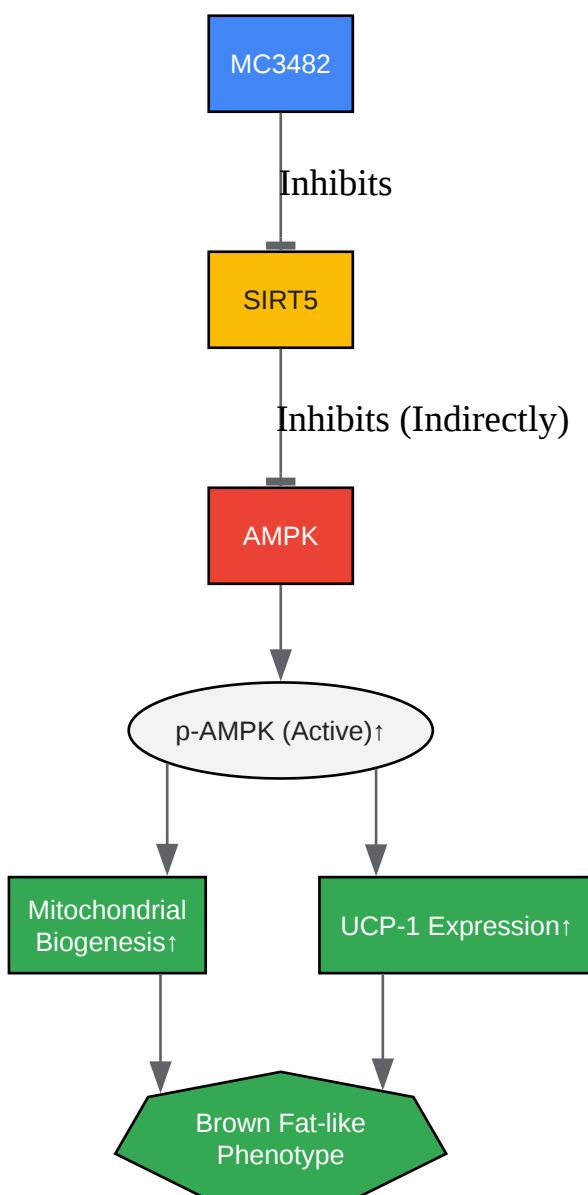 MC3482
Inhibits
SIRT5
Inhibits (Indirectly)
AMPK
p-AMPK (Active)↑
Mitochondrial
Biogenesis↑
UCP-1 Expression↑
Brown Fat-like
Phenotype